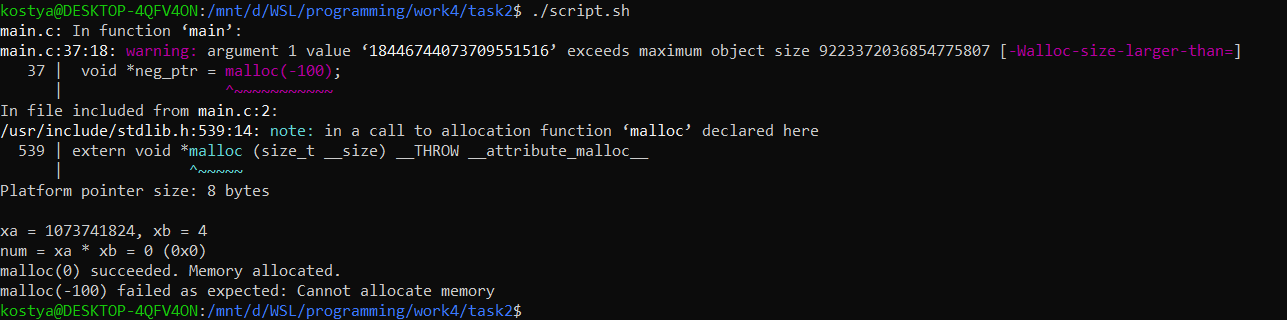 kostya@DESKTOP-4QFV4ON:/mnt/d/WSL/programming/work4/task2$ ./script.sh
main.c: In function ‘main’:
main.c:37:18: warning: argument 1 value ‘18446744073709551516’ exceeds maximum object size 9223372036854775807 [-Walloc-size-larger-than=]
   37 |  void *neg_ptr = malloc(-100);
      |                  ^~~~~~~~~~~~
In file included from main.c:2:
/usr/include/stdlib.h:539:14: note: in a call to allocation function ‘malloc’ declared here
  539 | extern void *malloc (size_t __size) __THROW __attribute_malloc__
      |              ^~~~~~
Platform pointer size: 8 bytes

xa = 1073741824, xb = 4
num = xa * xb = 0 (0x0)
malloc(0) succeeded. Memory allocated.
malloc(-100) failed as expected: Cannot allocate memory
kostya@DESKTOP-4QFV4ON:/mnt/d/WSL/programming/work4/task2$